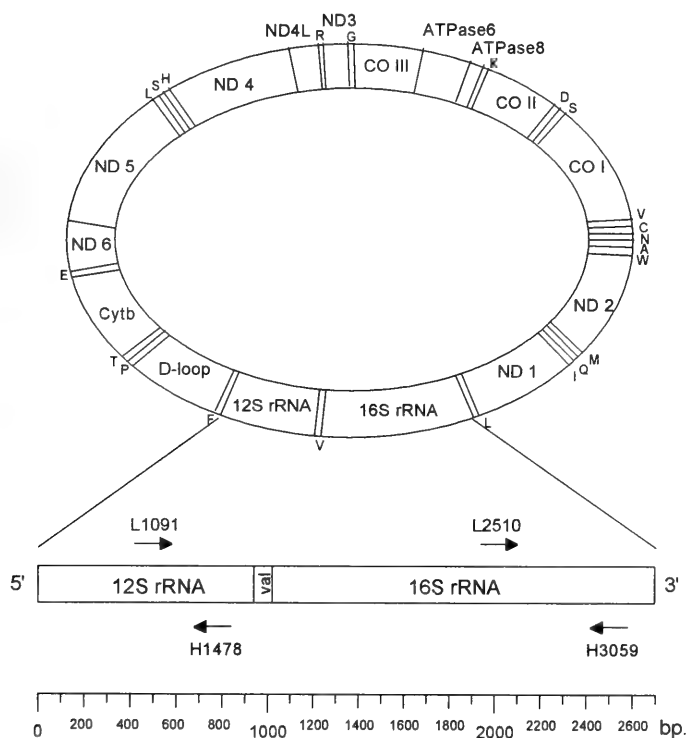 ND3
ND4L R G ATPase6
ATPase8
K
CO III
ND 4
CO II
L S H
D S
ND 5
CO I
V
C
N
A
W
ND 6
E
Cytb
ND 2
T P
D-loop
ND 1
I Q M
12S rRNA
16S rRNA
F
V
L
L1091
L2510
5'
12S rRNA
val
16S rRNA
3'
H1478
H3059
0 200 400 600 800 1000 1200 1400 1600 1800 2000 2200 2400 2600 bp.